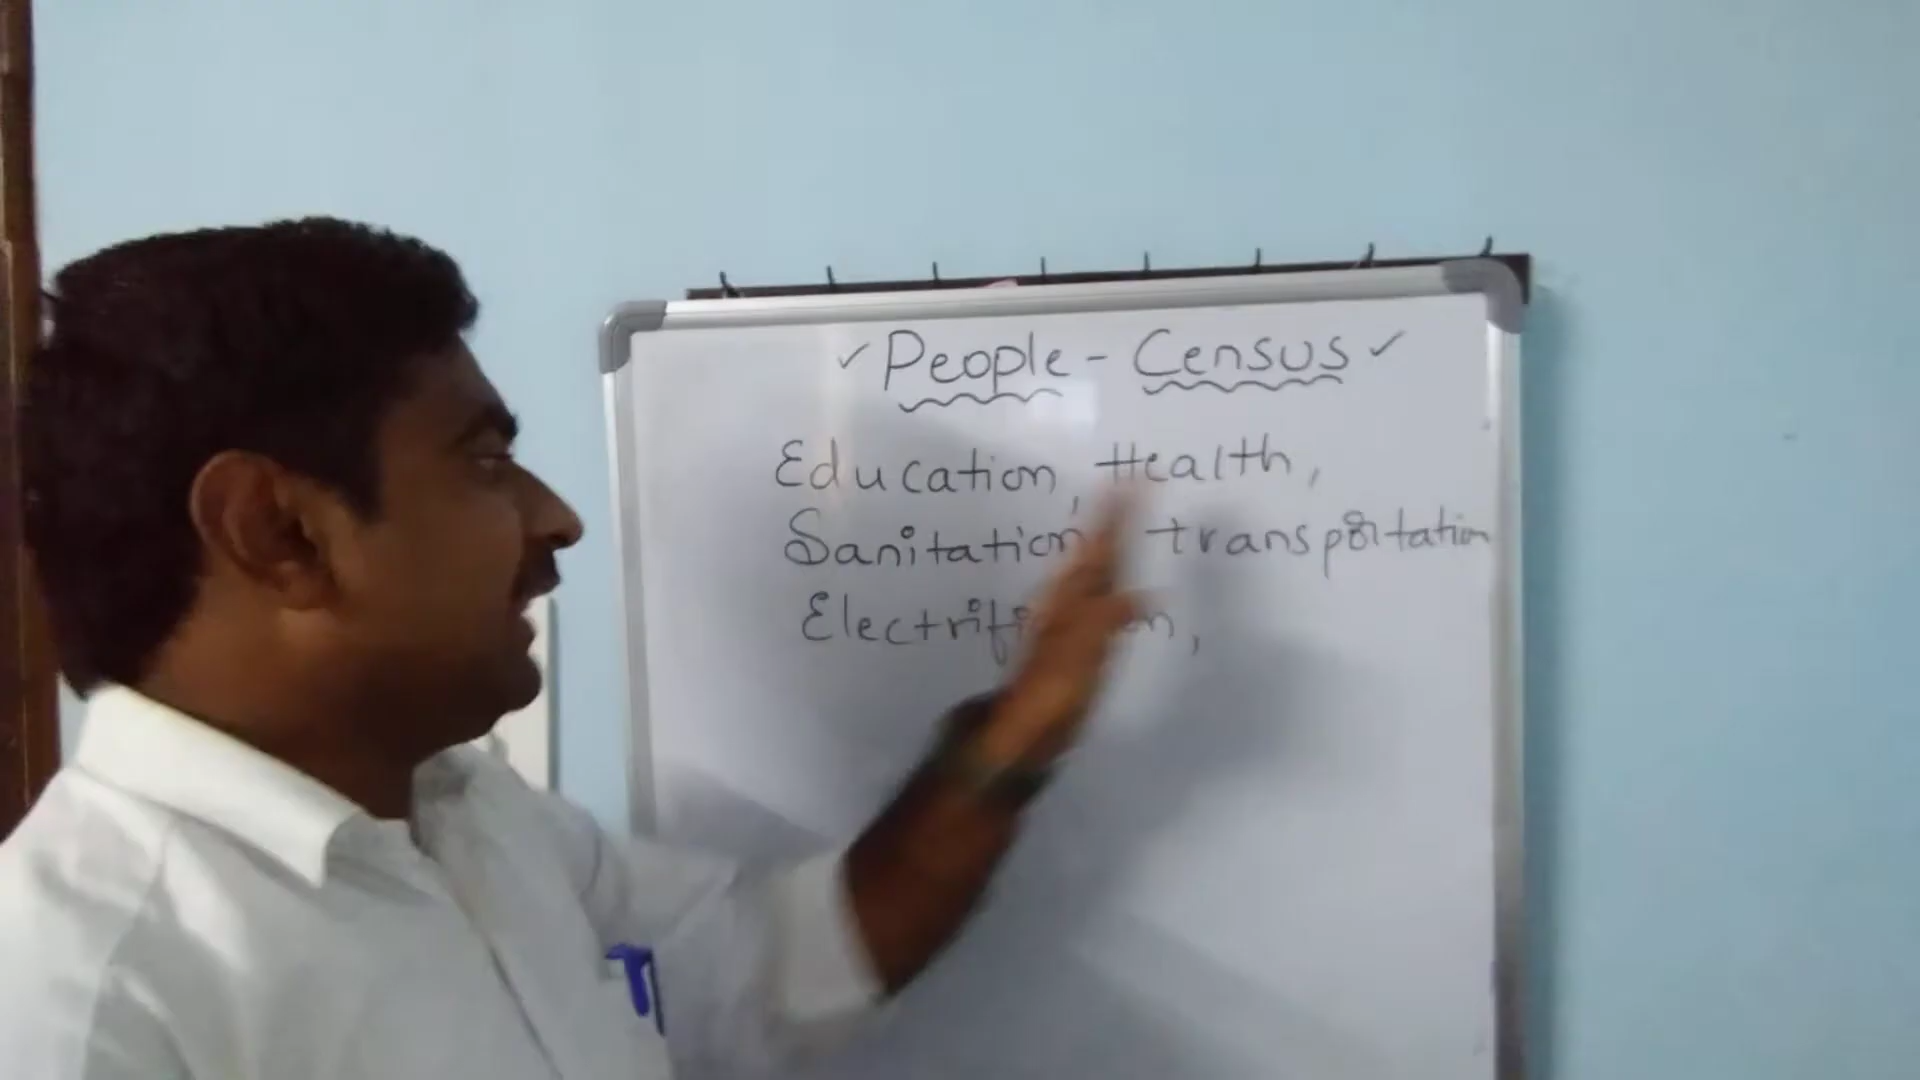 ✓ People - Census ✓
Education, Health,
Sanitation, transportation
Electrification,